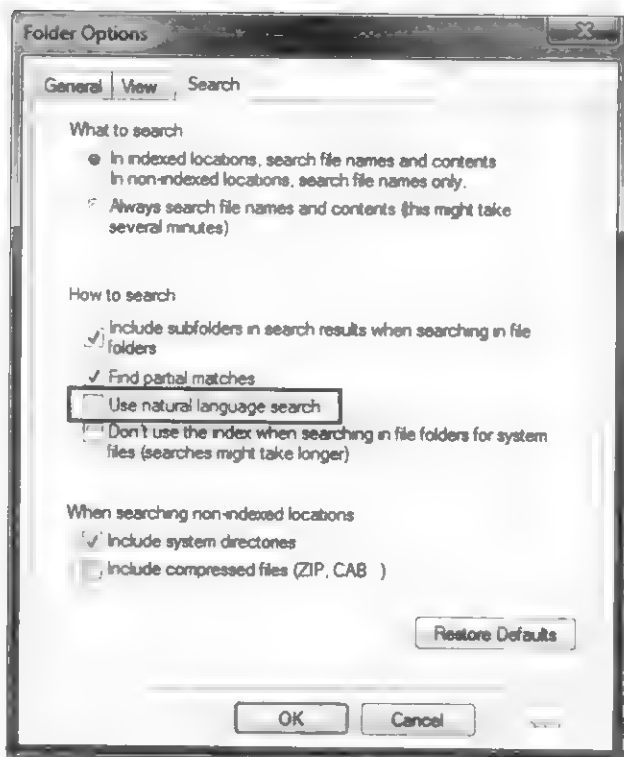 Folder Options
General View Search
What to search
In indexed locations, search file names and contents
In non-indexed locations, search file names only.
Always search file names and contents (this might take
several minutes)
How to search
Include subfolders in search results when searching in file
folders
Find partial matches
Use natural language search
Don't use the index when searching in file folders for system
files (searches might take longer)
When searching non-indexed locations
Include system directories
Include compressed files (ZIP, CAB )
Restore Defaults
OK Cancel